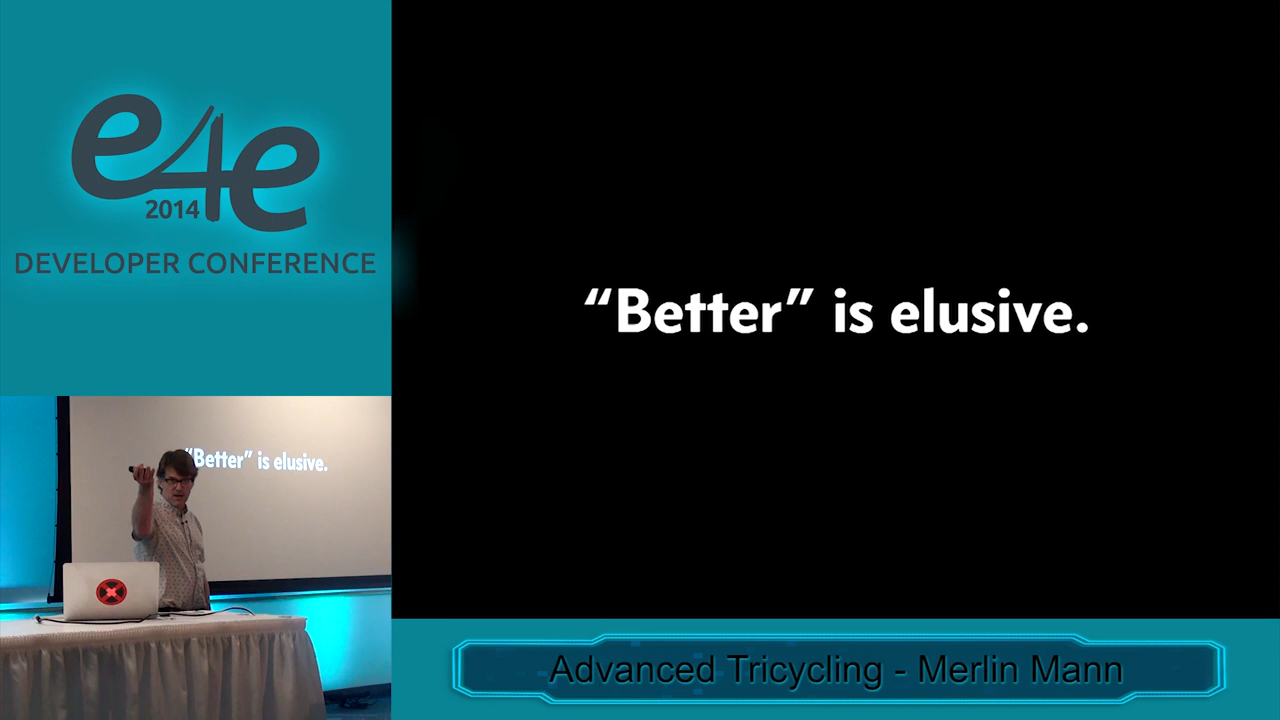 e4e
2014
DEVELOPER CONFERENCE
“Better” is elusive.
“Better” is elusive.
Advanced Tricycling - Merlin Mann